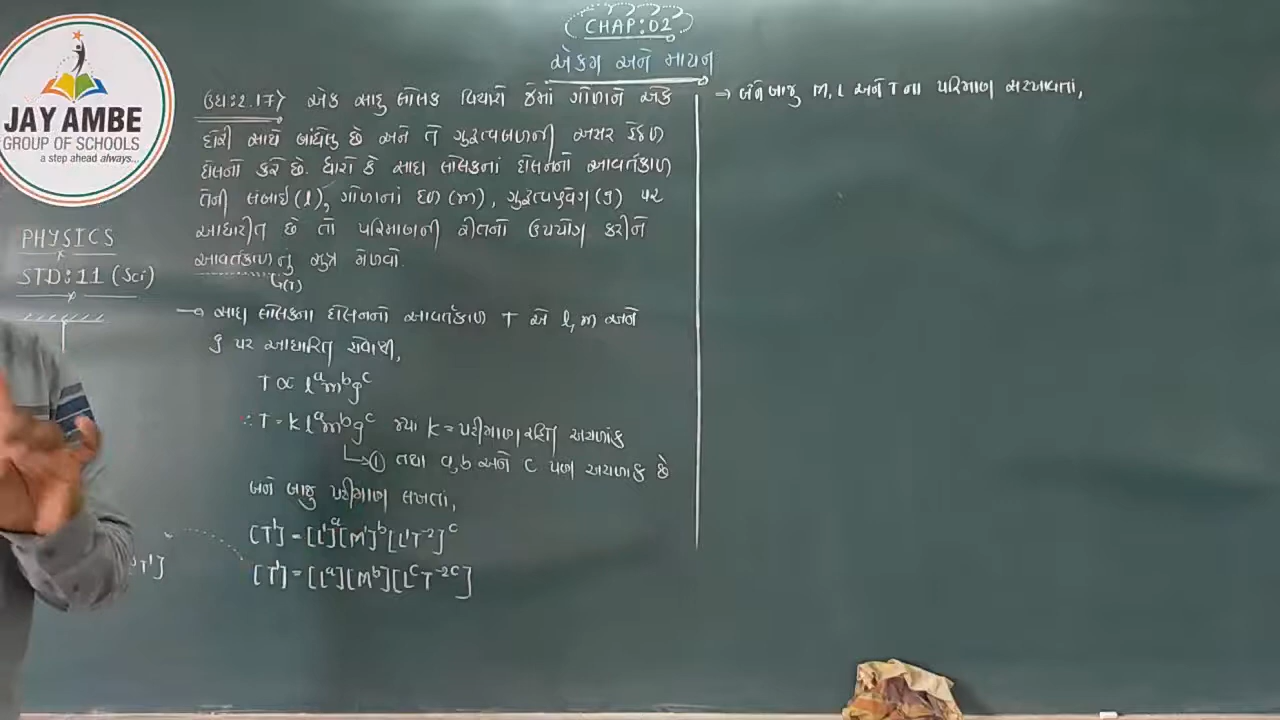 JAY AMBE
GROUP OF SCHOOLS
a step ahead always...
PHYSICS
STD:11 (Sci)
CHAP:02
એકમ અને માપન
ઉદા:2.17> એક સાદુ લોલક વિચારો જેમાં ગોળાને એક
દોરી સાથે બાંધેલુ છે અને તે ગુરુત્વબળની અસર હેઠળ
દોલનો કરે છે. ધારો કે સાદા લોલકનાં દોલનનો આવર્તકાળ
તેની લંબાઈ (l), ગોળાનાં દળ (m), ગુરુત્વપ્રવેગ (g) પર
આધારીત છે તો પરિમાણની રીતનો ઉપયોગ કરીને
આવર્તકાળનું સુત્ર મેળવો.
(T)
→ સાદા લોલકના દોલનનો આવર્તકાળ T એ l, m અને
g પર આધારિત હોવાથી,
T ∝ l^a m^b g^c
∴ T = k l^a m^b g^c જ્યા k = પરીમાણ રહિત અચળાંક
→ ① તથા a, b અને c પણ અચળાક છે
બંને બાજુ પરીમાણ લખતા,
[T¹] = [L¹]^a [M¹]^b [L¹T⁻²]^c
[T¹] = [L^a][M^b][L^c T^-2c]
T¹]
→ બંને બાજુ M, L અને T ના પરિમાણ સરખાવતાં,